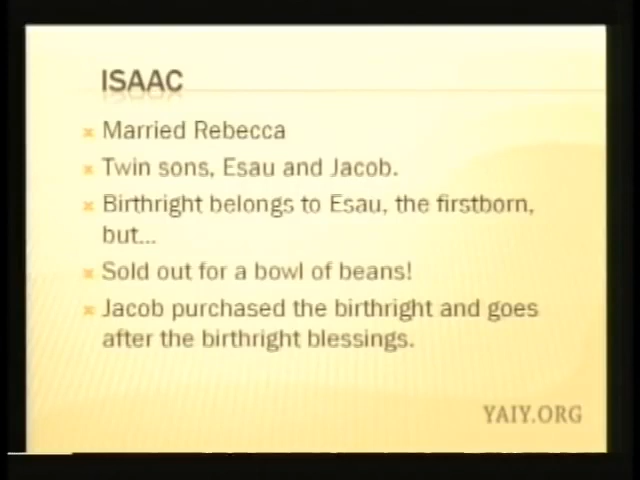 ISAAC
Married Rebecca
Twin sons, Esau and Jacob.
Birthright belongs to Esau, the firstborn,
but...
Sold out for a bowl of beans!
Jacob purchased the birthright and goes
after the birthright blessings.
YAIY.ORG